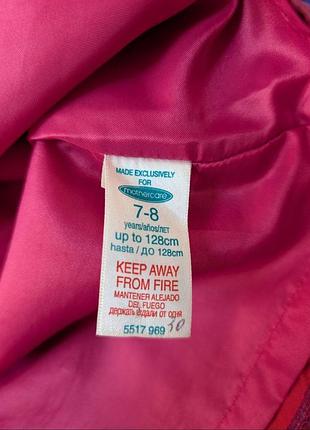 MADE EXCLUSIVELY
FOR
mothercare
7-8
years/años/ЛЕТ
up to 128cm
hasta / ДО 128cm
KEEP AWAY
FROM FIRE
MANTENER ALEJADO
DEL FUEGO
держать вдали от огня
5517 969